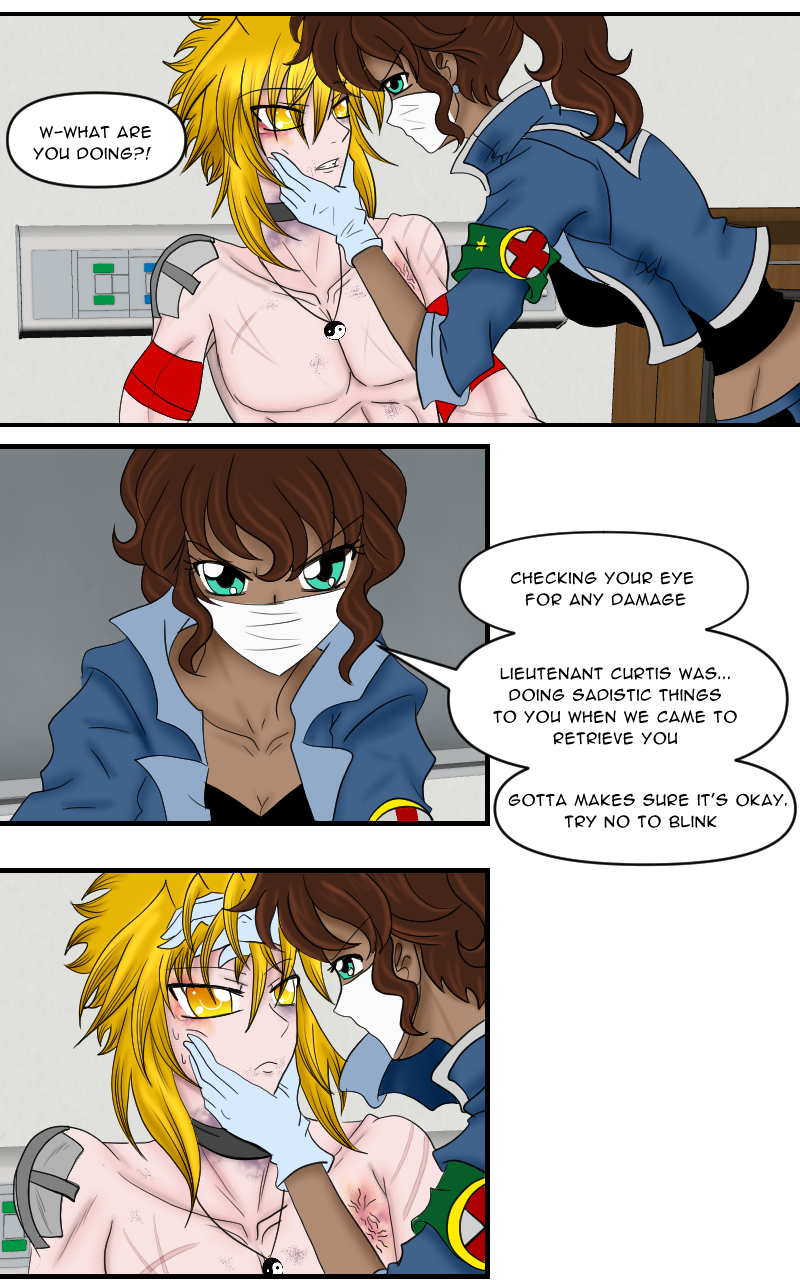 W-WHAT ARE
YOU DOING?!
CHECKING YOUR EYE
FOR ANY DAMAGE
LIEUTENANT CURTIS WAS...
DOING SADISTIC THINGS
TO YOU WHEN WE CAME TO
RETRIEVE YOU
GOTTA MAKES SURE IT'S OKAY.
TRY NO TO BLINK